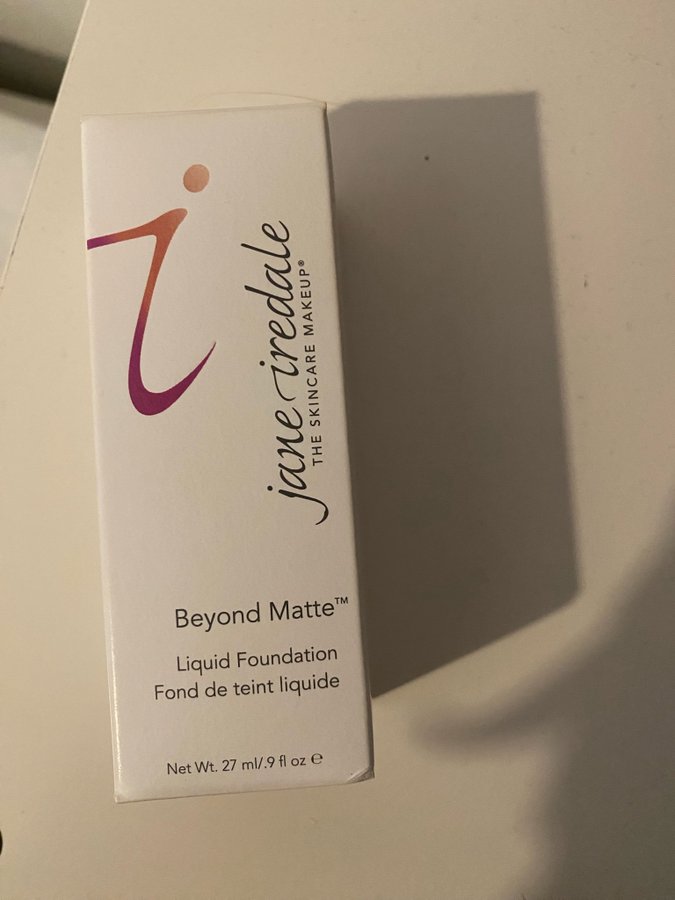 jane iredale
THE SKINCARE MAKEUP®
Beyond Matte™
Liquid Foundation
Fond de teint liquide
Net Wt. 27 ml/.9 fl oz ℮